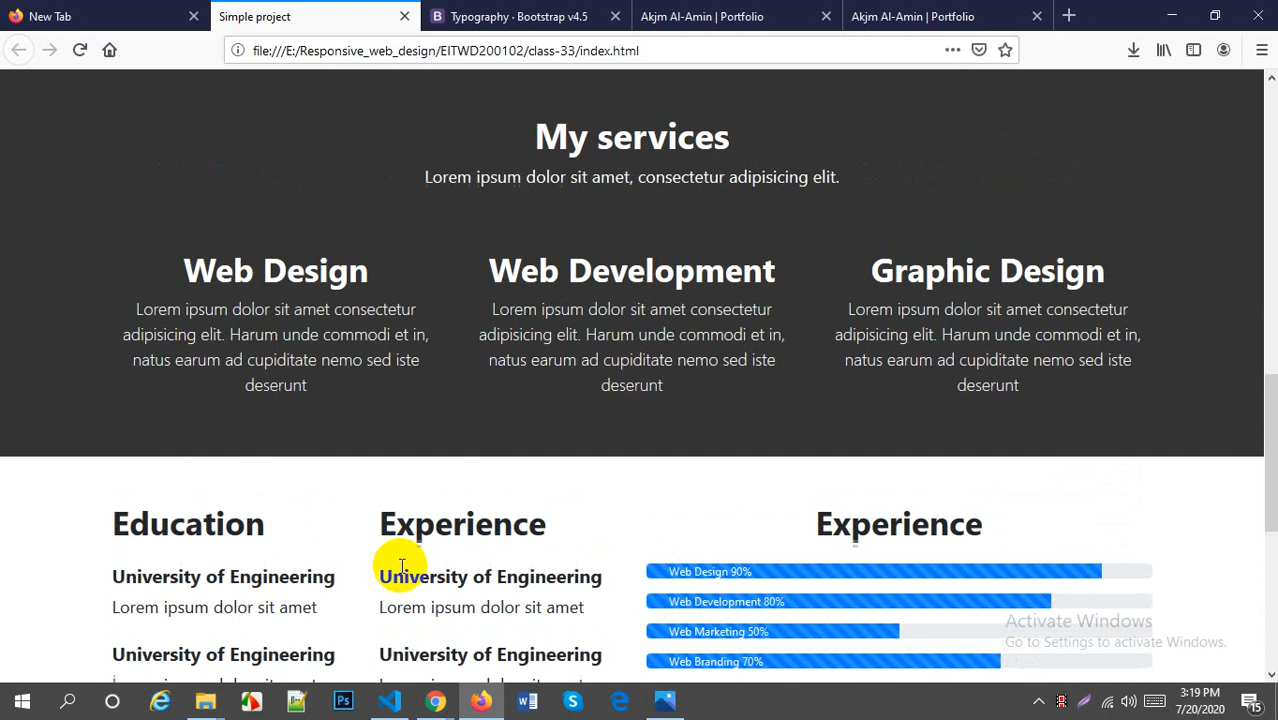 New Tab
Simple project
Typography · Bootstrap v4.5
Akjm Al-Amin | Portfolio
Akjm Al-Amin | Portfolio
file:///E:/Responsive_web_design/EITWD200102/class-33/index.html
My services
Lorem ipsum dolor sit amet, consectetur adipisicing elit.
Web Design
Lorem ipsum dolor sit amet consectetur
adipisicing elit. Harum unde commodi et in,
natus earum ad cupiditate nemo sed iste
deserunt
Web Development
Lorem ipsum dolor sit amet consectetur
adipisicing elit. Harum unde commodi et in,
natus earum ad cupiditate nemo sed iste
deserunt
Graphic Design
Lorem ipsum dolor sit amet consectetur
adipisicing elit. Harum unde commodi et in,
natus earum ad cupiditate nemo sed iste
deserunt
Education
University of Engineering
Lorem ipsum dolor sit amet
University of Engineering
Experience
University of Engineering
Lorem ipsum dolor sit amet
University of Engineering
Experience
Web Design 90%
Web Development 80%
Web Marketing 50%
Web Branding 70%
Activate Windows
Go to Settings to activate Windows.
3:19 PM
7/20/2020
15